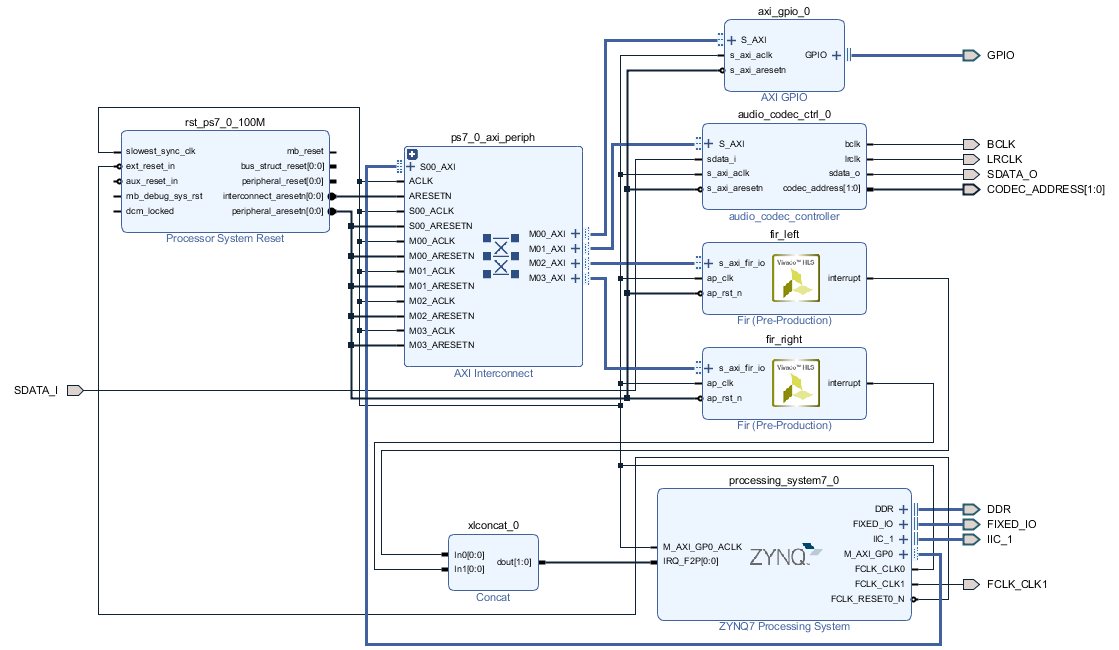 axi_gpio_0
S_AXI
s_axi_aclk
s_axi_aresetn
GPIO
AXI GPIO
GPIO
audio_codec_ctrl_0
S_AXI
sdata_i
s_axi_aclk
s_axi_aresetn
bclk
lrclk
sdata_o
codec_address[1:0]
audio_codec_controller
BCLK
LRCLK
SDATA_O
CODEC_ADDRESS[1:0]
rst_ps7_0_100M
slowest_sync_clk
ext_reset_in
aux_reset_in
mb_debug_sys_rst
dcm_locked
mb_reset
bus_struct_reset[0:0]
peripheral_reset[0:0]
interconnect_aresetn[0:0]
peripheral_aresetn[0:0]
Processor System Reset
ps7_0_axi_periph
S00_AXI
ACLK
ARESETN
S00_ACLK
S00_ARESETN
M00_ACLK
M00_ARESETN
M01_ACLK
M01_ARESETN
M02_ACLK
M02_ARESETN
M03_ACLK
M03_ARESETN
M00_AXI
M01_AXI
M02_AXI
M03_AXI
AXI Interconnect
fir_left
s_axi_fir_io
ap_clk
ap_rst_n
Vivado™ HLS
interrupt
Fir (Pre-Production)
fir_right
s_axi_fir_io
ap_clk
ap_rst_n
Vivado™ HLS
interrupt
Fir (Pre-Production)
SDATA_I
xlconcat_0
In0[0:0]
In1[0:0]
dout[1:0]
Concat
processing_system7_0
M_AXI_GP0_ACLK
IRQ_F2P[0:0]
ZYNQ
DDR
FIXED_IO
IIC_1
M_AXI_GP0
FCLK_CLK0
FCLK_CLK1
FCLK_RESET0_N
ZYNQ7 Processing System
DDR
FIXED_IO
IIC_1
FCLK_CLK1